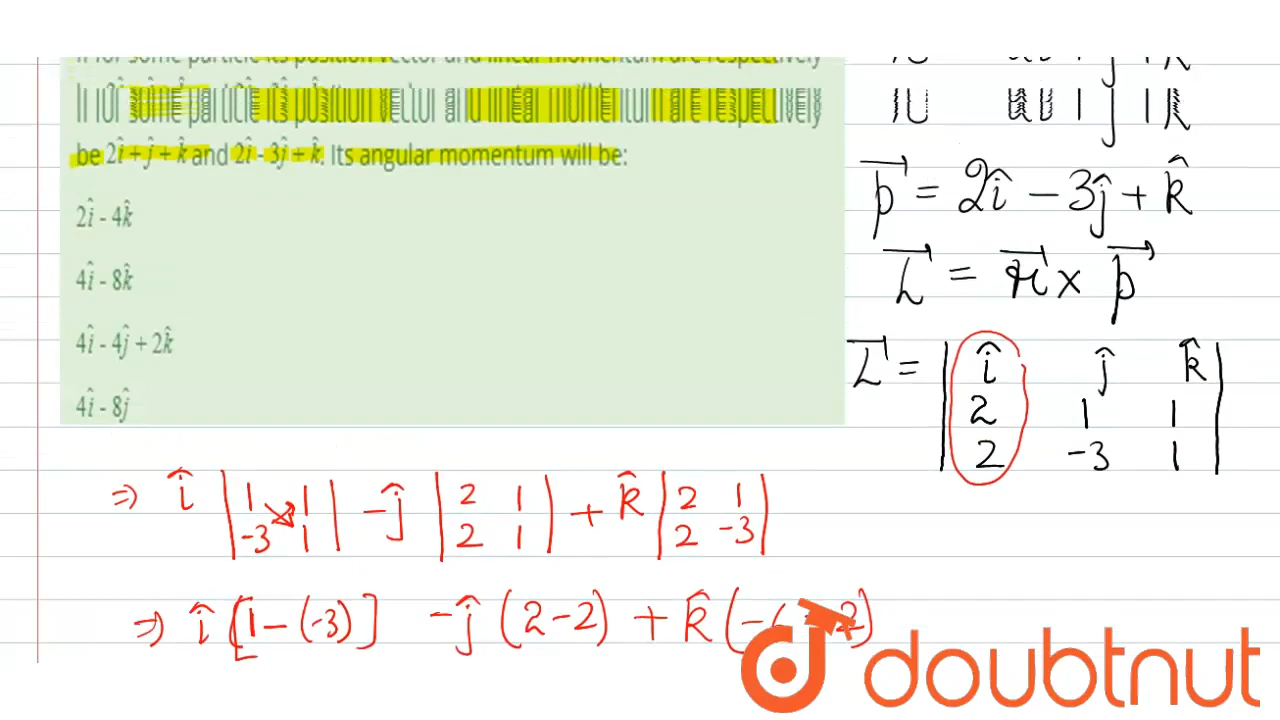 If for some particle its position vector and linear momentum are respectively
be 2î + ĵ + k̂ and 2î - 3ĵ + k̂. Its angular momentum will be:
2î - 4k̂
4î - 8k̂
4î - 4ĵ + 2k̂
4î - 8ĵ
p⃗ = 2î - 3ĵ + k̂
L⃗ = r⃗ × p⃗
L⃗ = | î ĵ k̂ |
| 2 1 1 |
| 2 -3 1 |
⇒ î | 1 1 | - ĵ | 2 1 | + k̂ | 2 1 |
| -3 1 | | 2 1 | | 2 -3 |
⇒ î [1 - (-3)] - ĵ (2 - 2) + k̂ (-6 - 2)
doubtnut